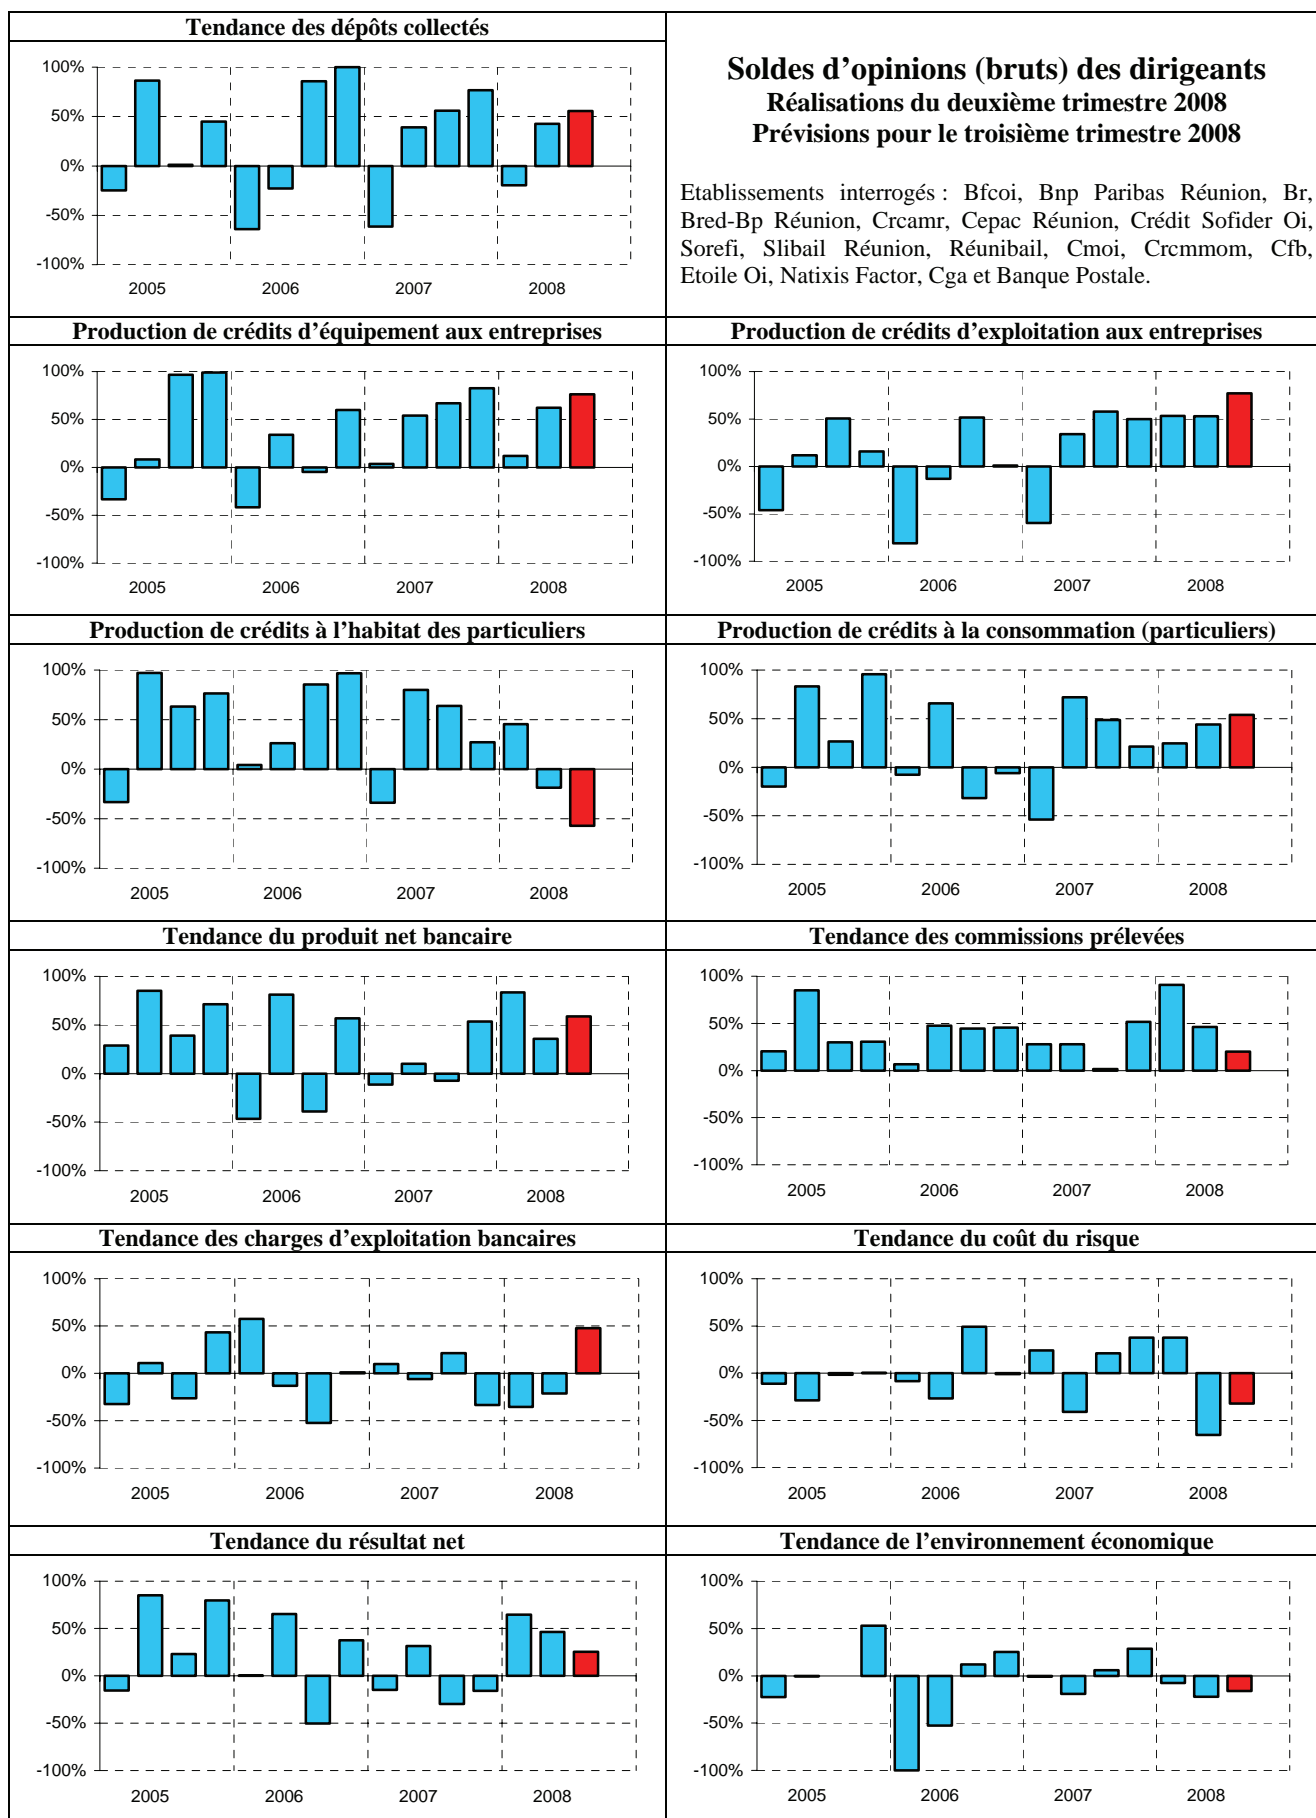 Tendance des dépôts collectés
100%
50%
0%
-50%
-100%
2005 2006 2007 2008
Soldes d'opinions (bruts) des dirigeants
Réalisations du deuxième trimestre 2008
Prévisions pour le troisième trimestre 2008
Etablissements interrogés : Bfcoi, Bnp Paribas Réunion, Br,
Bred-Bp Réunion, Crcamr, Cepac Réunion, Crédit Sofider Oi,
Sorefi, Slibail Réunion, Réunibail, Cmoi, Crcmmom, Cfb,
Etoile Oi, Natixis Factor, Cga et Banque Postale.
Production de crédits d'équipement aux entreprises
100%
50%
0%
-50%
-100%
2005 2006 2007 2008
Production de crédits d'exploitation aux entreprises
100%
50%
0%
-50%
-100%
2005 2006 2007 2008
Production de crédits à l'habitat des particuliers
100%
50%
0%
-50%
-100%
2005 2006 2007 2008
Production de crédits à la consommation (particuliers)
100%
50%
0%
-50%
-100%
2005 2006 2007 2008
Tendance du produit net bancaire
100%
50%
0%
-50%
-100%
2005 2006 2007 2008
Tendance des commissions prélevées
100%
50%
0%
-50%
-100%
2005 2006 2007 2008
Tendance des charges d'exploitation bancaires
100%
50%
0%
-50%
-100%
2005 2006 2007 2008
Tendance du coût du risque
100%
50%
0%
-50%
-100%
2005 2006 2007 2008
Tendance du résultat net
100%
50%
0%
-50%
-100%
2005 2006 2007 2008
Tendance de l'environnement économique
100%
50%
0%
-50%
-100%
2005 2006 2007 2008